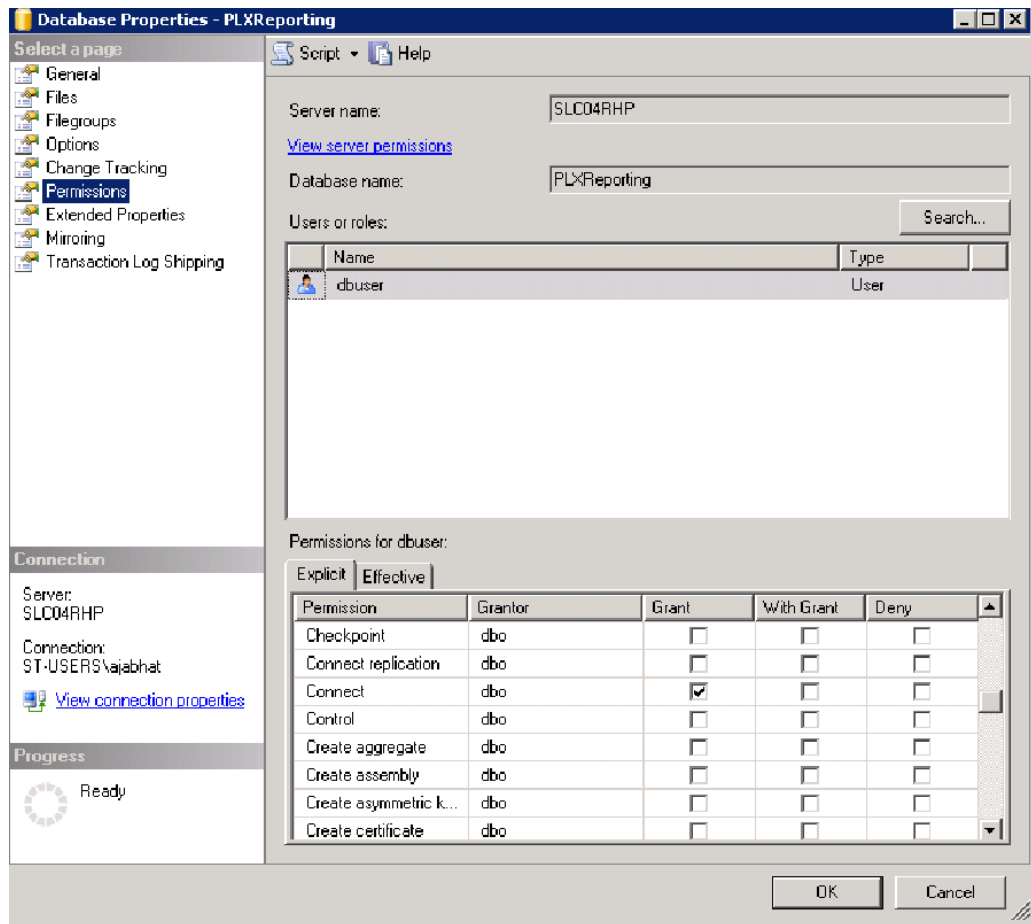 Database Properties - PLXReporting
Select a page
General
Files
Filegroups
Options
Change Tracking
Permissions
Extended Properties
Mirroring
Transaction Log Shipping
Connection
Server:
SLC04RHP
Connection:
ST-USERS\ajabhat
View connection properties
Progress
Ready
Script Help
Server name: SLC04RHP
View server permissions
Database name: PLXReporting
Users or roles: Search...
Name Type
dbuser User
Permissions for dbuser:
Explicit Effective
Permission Grantor Grant With Grant Deny
Checkpoint dbo
Connect replication dbo
Connect dbo
Control dbo
Create aggregate dbo
Create assembly dbo
Create asymmetric k... dbo
Create certificate dbo
OK Cancel